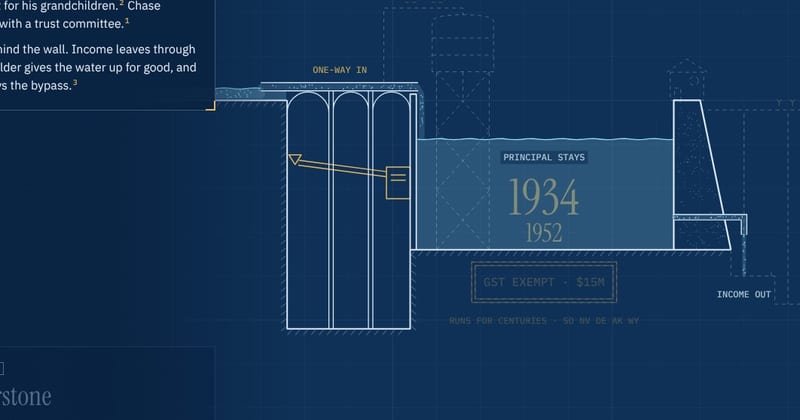 t for his grandchildren.² Chase
with a trust committee.¹
hind the wall. Income leaves through
lder gives the water up for good, and
s the bypass.³
ONE-WAY IN
PRINCIPAL STAYS
1934
1952
GST EXEMPT · $15M
INCOME OUT
RUNS FOR CENTURIES · SD NV DE AK WY
rstone